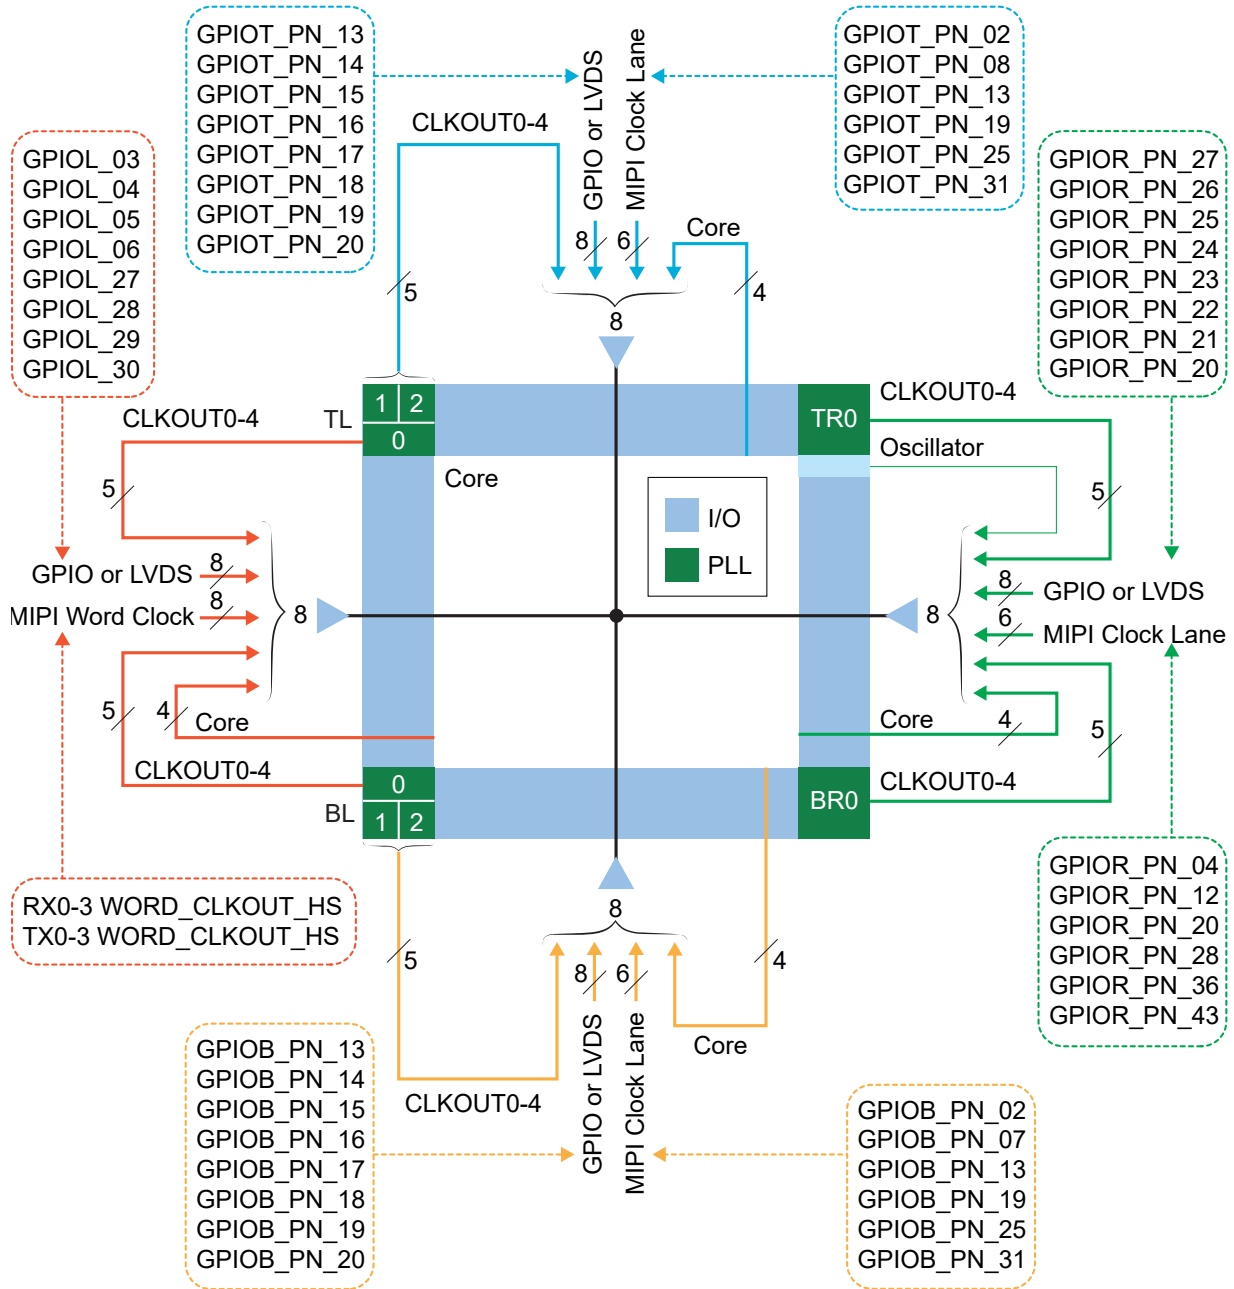 GPIOT_PN_13
GPIOT_PN_14
GPIOT_PN_15
GPIOT_PN_16
GPIOT_PN_17
GPIOT_PN_18
GPIOT_PN_19
GPIOT_PN_20
GPIO or LVDS
MIPI Clock Lane
GPIOT_PN_02
GPIOT_PN_08
GPIOT_PN_13
GPIOT_PN_19
GPIOT_PN_25
GPIOT_PN_31
CLKOUT0-4
5
8
6
Core
4
8
GPIOL_03
GPIOL_04
GPIOL_05
GPIOL_06
GPIOL_27
GPIOL_28
GPIOL_29
GPIOL_30
GPIOR_PN_27
GPIOR_PN_26
GPIOR_PN_25
GPIOR_PN_24
GPIOR_PN_23
GPIOR_PN_22
GPIOR_PN_21
GPIOR_PN_20
CLKOUT0-4
TL
1 2
0
TR0
CLKOUT0-4
Oscillator
Core
5
5
I/O
PLL
GPIO or LVDS
8
MIPI Word Clock
8
8
8
8
GPIO or LVDS
6
MIPI Clock Lane
5
4
Core
CLKOUT0-4
Core
4
5
CLKOUT0-4
BL
0
1 2
BR0
RX0-3 WORD_CLKOUT_HS
TX0-3 WORD_CLKOUT_HS
GPIOR_PN_04
GPIOR_PN_12
GPIOR_PN_20
GPIOR_PN_28
GPIOR_PN_36
GPIOR_PN_43
8
5
8
6
4
Core
CLKOUT0-4
GPIO or LVDS
MIPI Clock Lane
GPIOB_PN_13
GPIOB_PN_14
GPIOB_PN_15
GPIOB_PN_16
GPIOB_PN_17
GPIOB_PN_18
GPIOB_PN_19
GPIOB_PN_20
GPIOB_PN_02
GPIOB_PN_07
GPIOB_PN_13
GPIOB_PN_19
GPIOB_PN_25
GPIOB_PN_31